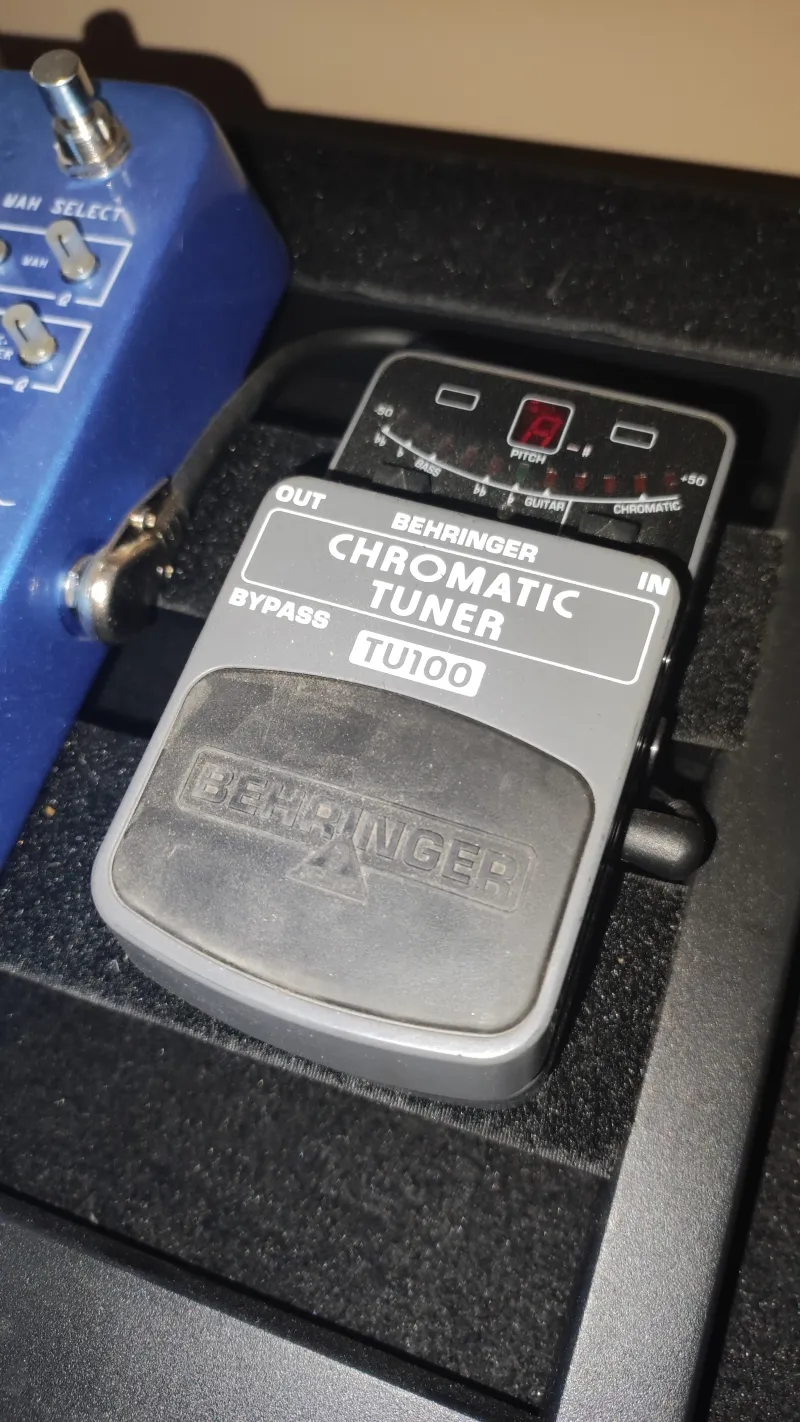 WAH SELECT
WAH
Q
Q
A
-50
+50
PITCH
BASS
GUITAR
CHROMATIC
OUT
BEHRINGER
IN
CHROMATIC
TUNER
BYPASS
TU100
BEHRINGER